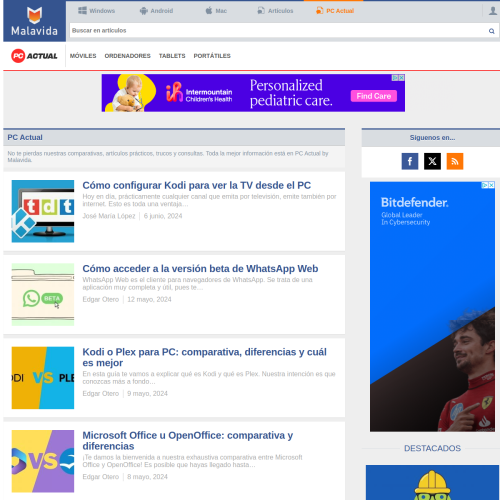 Malavida
Windows
Android
Mac
Artículos
PC Actual
Buscar en artículos
PC ACTUAL
MÓVILES
ORDENADORES
TABLETS
PORTÁTILES
Intermountain
Children's Health
Personalized
pediatric care.
Find Care
PC Actual
No te pierdas nuestras comparativas, artículos prácticos, trucos y consultas. Toda la mejor información está en PC Actual by
Malavida.
Síguenos en...
tdt
Cómo configurar Kodi para ver la TV desde el PC
Hoy en día, prácticamente cualquier canal que emita por televisión, emite también por
internet. Esto es toda una ventaja...
José María López
6 junio, 2024
BETA
Cómo acceder a la versión beta de WhatsApp Web
WhatsApp Web es el cliente para navegadores de WhatsApp. Se trata de una
aplicación muy completa y útil, pues te...
Edgar Otero
12 mayo, 2024
ODI VS PLE
Kodi o Plex para PC: comparativa, diferencias y cuál
es mejor
En esta guía te vamos a explicar qué es Kodi y qué es Plex. Nuestra intención es que
conozcas más a fondo...
Edgar Otero
9 mayo, 2024
VS
Microsoft Office u OpenOffice: comparativa y
diferencias
¡Te damos la bienvenida a nuestra exhaustiva comparativa entre Microsoft
Office y OpenOffice! Es posible que hayas llegado hasta...
Edgar Otero
8 mayo, 2024
Bitdefender.
Global Leader
In Cybersecurity
DESTACADOS